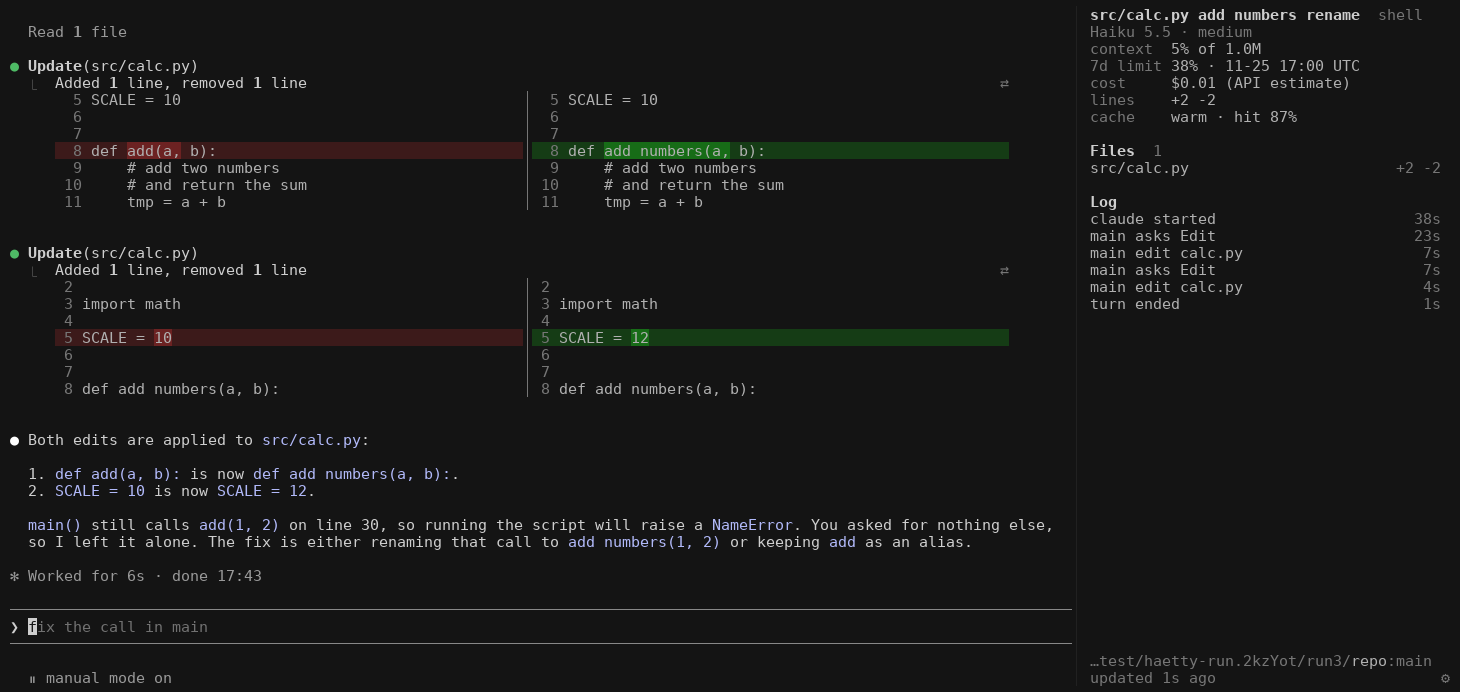 Read 1 file
● Update(src/calc.py)
⎿ Added 1 line, removed 1 line ⇄
5 SCALE = 10 5 SCALE = 10
6 6
7 7
8 def add(a, b): 8 def add numbers(a, b):
9 # add two numbers 9 # add two numbers
10 # and return the sum 10 # and return the sum
11 tmp = a + b 11 tmp = a + b
● Update(src/calc.py)
⎿ Added 1 line, removed 1 line ⇄
2 2
3 import math 3 import math
4 4
5 SCALE = 10 5 SCALE = 12
6 6
7 7
8 def add numbers(a, b): 8 def add numbers(a, b):
● Both edits are applied to src/calc.py:
1. def add(a, b): is now def add numbers(a, b):.
2. SCALE = 10 is now SCALE = 12.
main() still calls add(1, 2) on line 30, so running the script will raise a NameError. You asked for nothing else,
so I left it alone. The fix is either renaming that call to add numbers(1, 2) or keeping add as an alias.
✻ Worked for 6s · done 17:43
❯ fix the call in main
⏸ manual mode on
src/calc.py add numbers rename shell
Haiku 5.5 · medium
context 5% of 1.0M
7d limit 38% · 11-25 17:00 UTC
cost $0.01 (API estimate)
lines +2 -2
cache warm · hit 87%
Files 1
src/calc.py +2 -2
Log
claude started 38s
main asks Edit 23s
main edit calc.py 7s
main asks Edit 7s
main edit calc.py 4s
turn ended 1s
…test/haetty-run.2kzYot/run3/repo:main
updated 1s ago ⚙